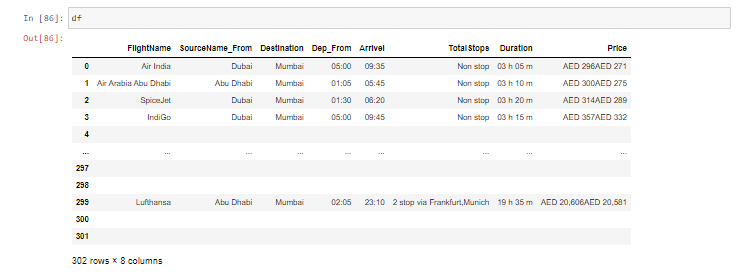 In [86]: df
Out[86]:
FlightName SourceName_From Destination Dep_From Arrivel TotalStops Duration Price
0 Air India Dubai Mumbai 05:00 09:35 Non stop 03 h 05 m AED 296AED 271
1 Air Arabia Abu Dhabi Abu Dhabi Mumbai 01:05 05:45 Non stop 03 h 10 m AED 300AED 275
2 SpiceJet Dubai Mumbai 01:30 06:20 Non stop 03 h 20 m AED 314AED 289
3 IndiGo Dubai Mumbai 05:00 09:45 Non stop 03 h 15 m AED 357AED 332
4
... ... ... ... ... ... ... ... ...
297
298
299 Lufthansa Abu Dhabi Mumbai 02:05 23:10 2 stop via Frankfurt,Munich 19 h 35 m AED 20,606AED 20,581
300
301
302 rows × 8 columns